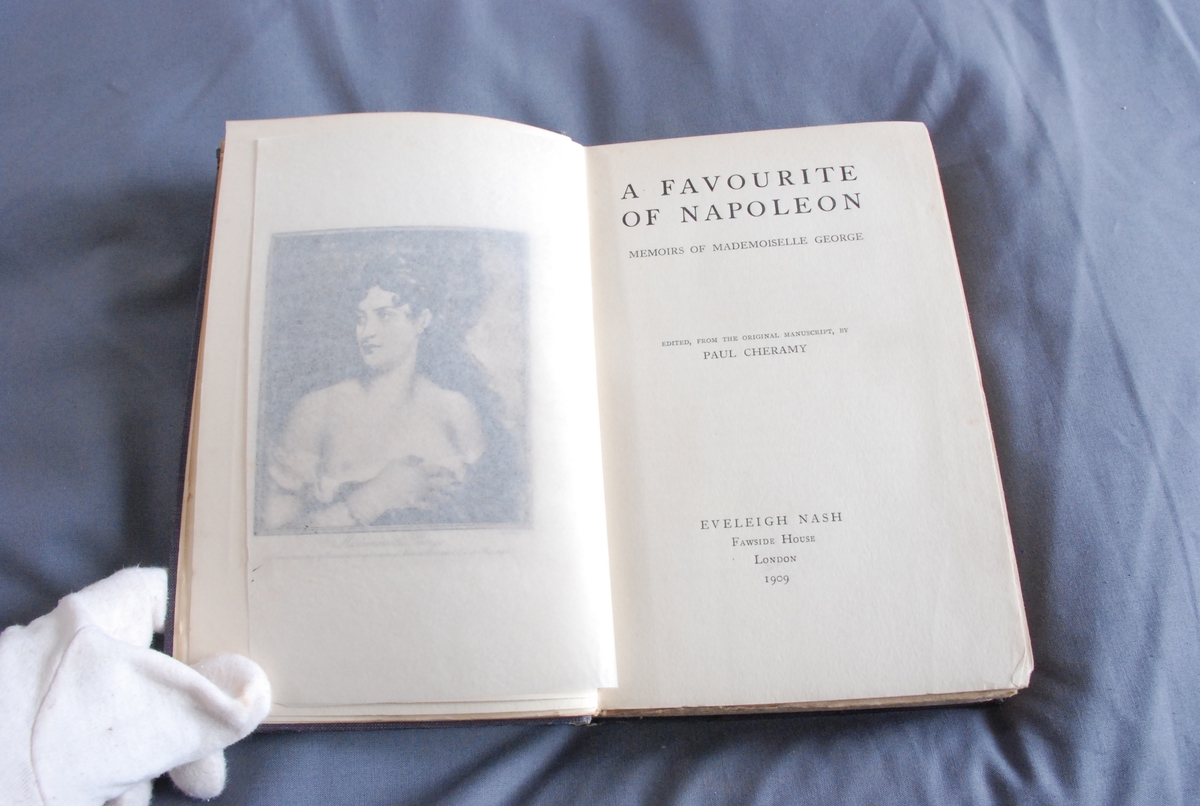 A FAVOURITE
OF NAPOLEON
MEMOIRS OF MADEMOISELLE GEORGE
EDITED, FROM THE ORIGINAL MANUSCRIPT, BY
PAUL CHERAMY
EVELEIGH NASH
FAWSIDE HOUSE
LONDON
1909